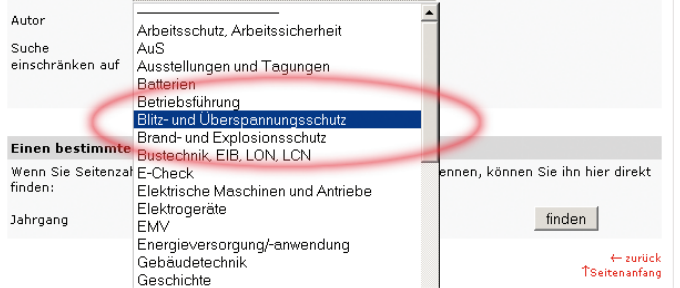 Autor
Suche
einschränken auf
Arbeitsschutz, Arbeitssicherheit
AuS
Ausstellungen und Tagungen
Batterien
Betriebsführung
Blitz- und Überspannungsschutz
Brand- und Explosionsschutz
Bustechnik, EIB, LON, LCN
E-Check
Elektrische Maschinen und Antriebe
Elektrogeräte
EMV
Energieversorgung/-anwendung
Gebäudetechnik
Geschichte
Einen bestimmte
Wenn Sie ennen, können Sie ihn hier direkt
finden:
Jahrgang
finden
← zurück
↑Seitenanfang